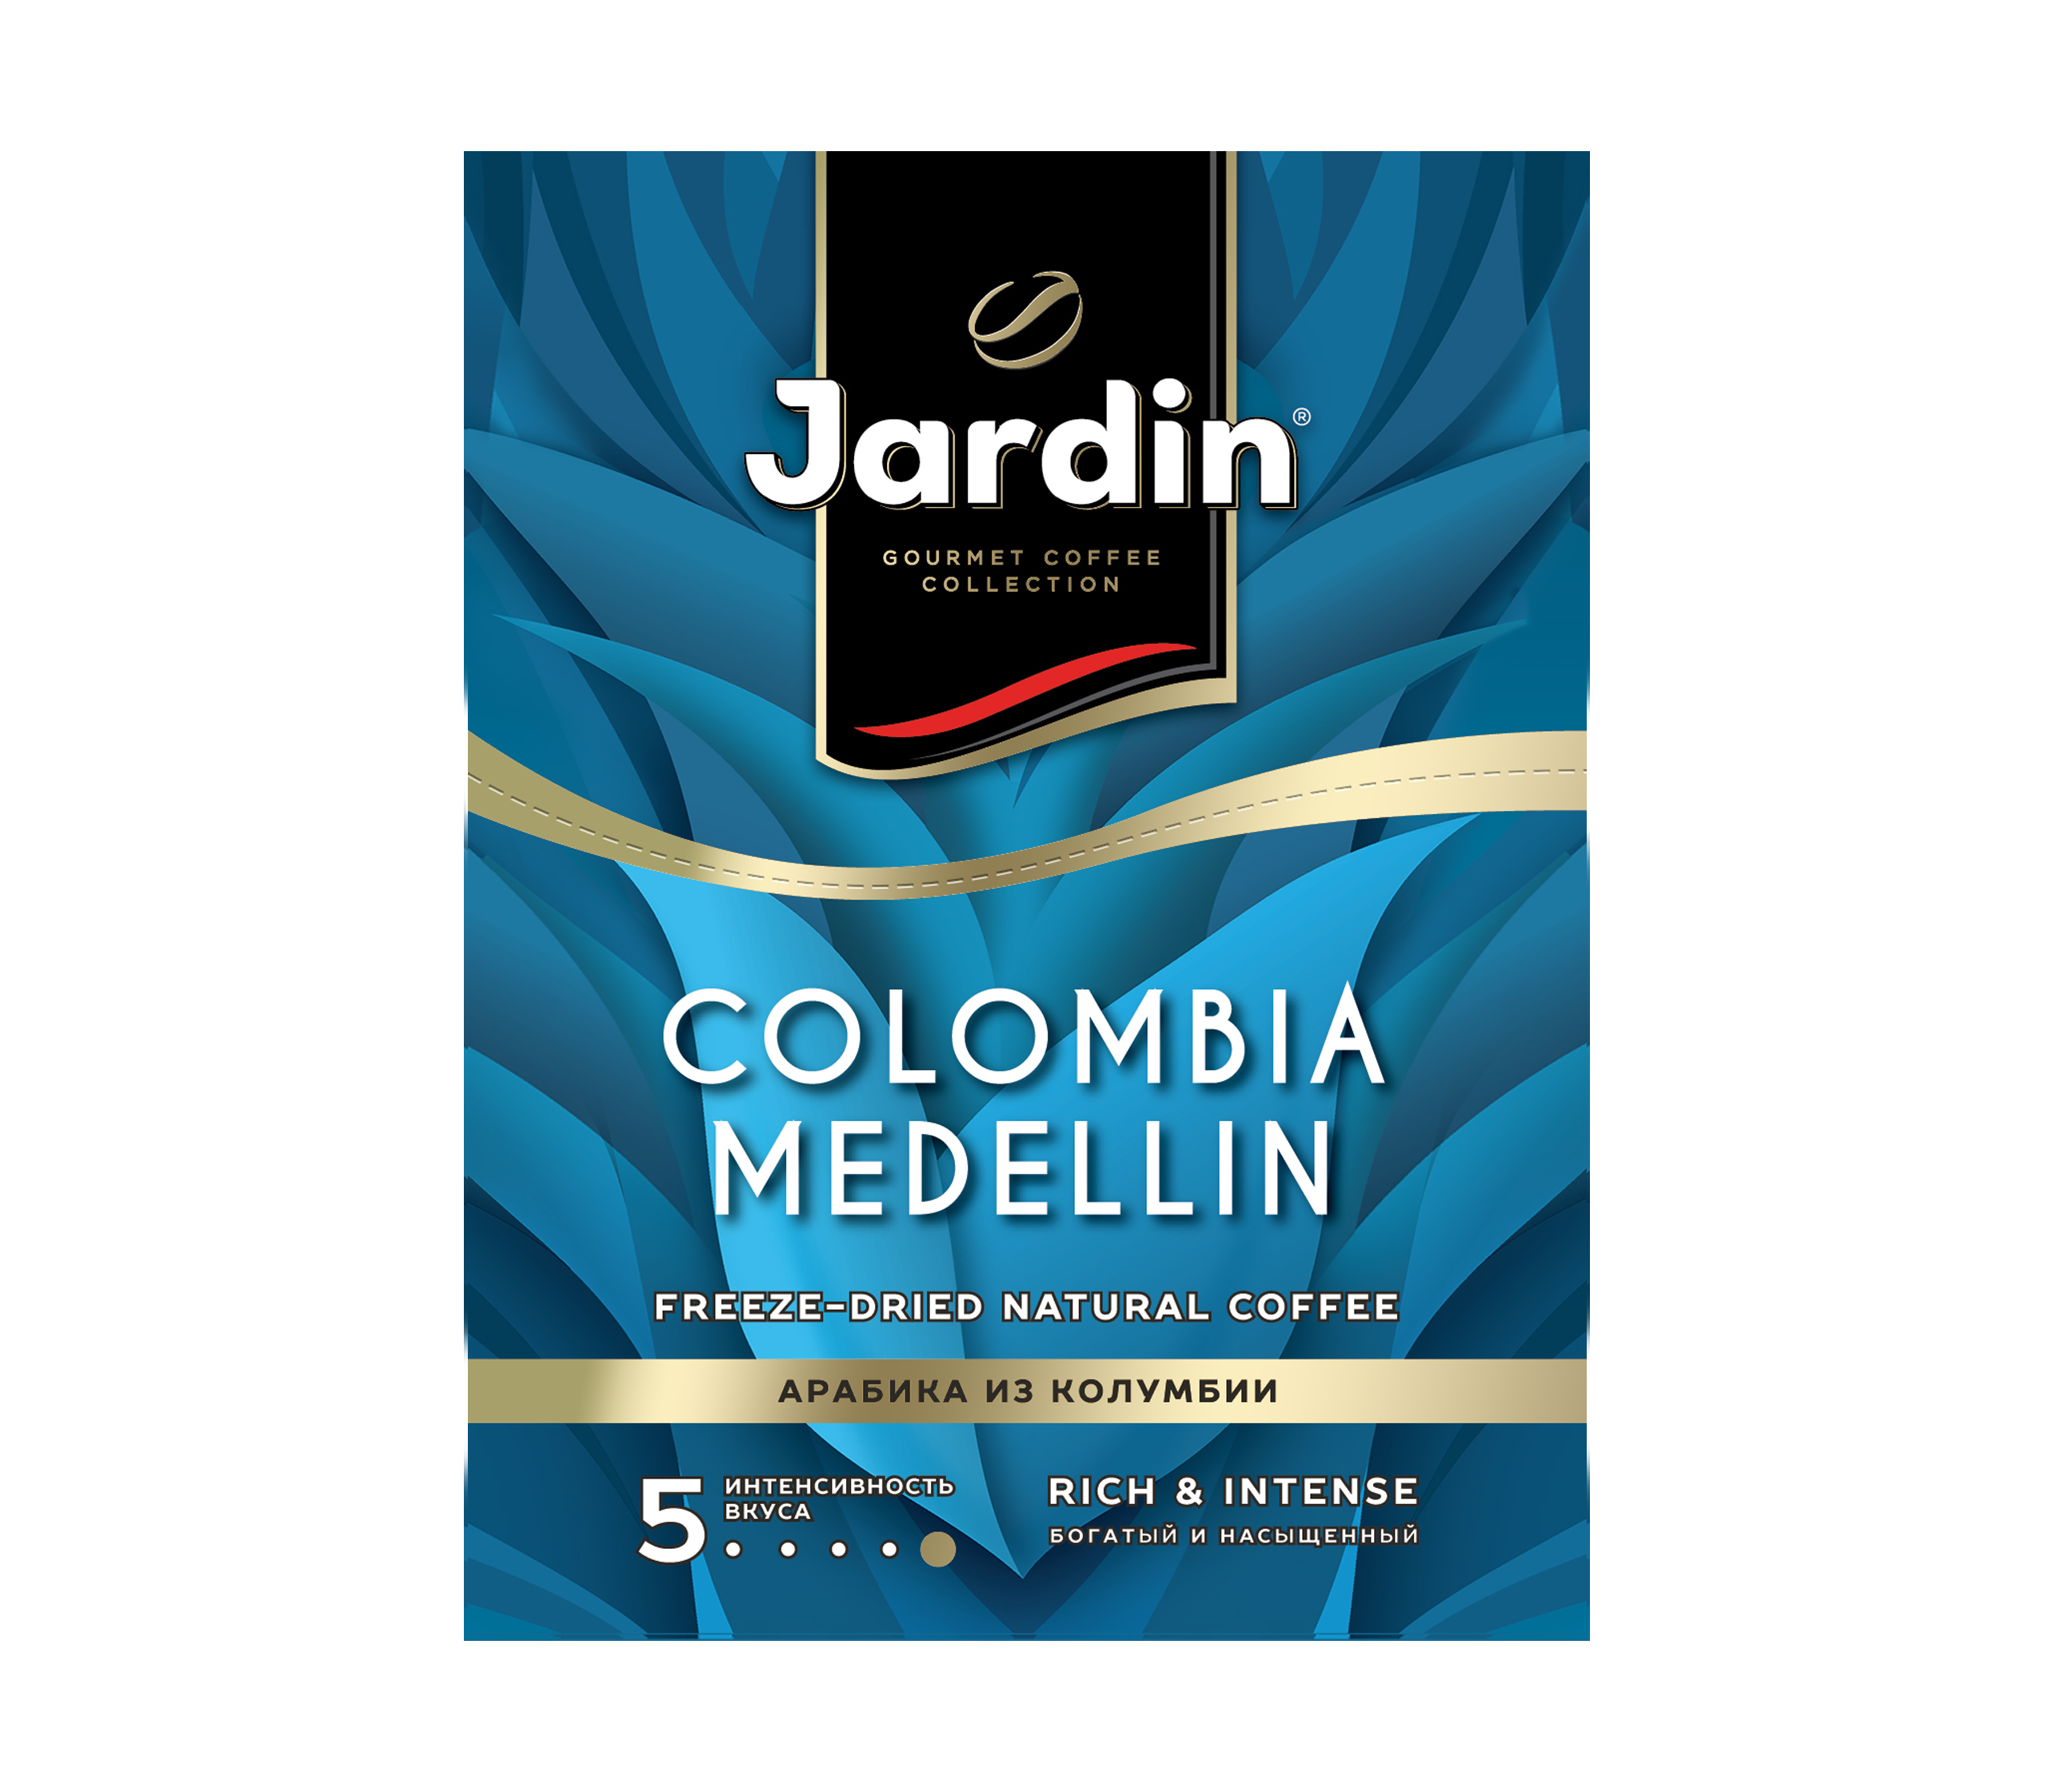 Jardin®
GOURMET COFFEE
COLLECTION
COLOMBIA
MEDELLIN
FREEZE-DRIED NATURAL COFFEE
АРАБИКА ИЗ КОЛУМБИИ
5 ИНТЕНСИВНОСТЬ
ВКУСА
RICH & INTENSE
БОГАТЫЙ И НАСЫЩЕННЫЙ